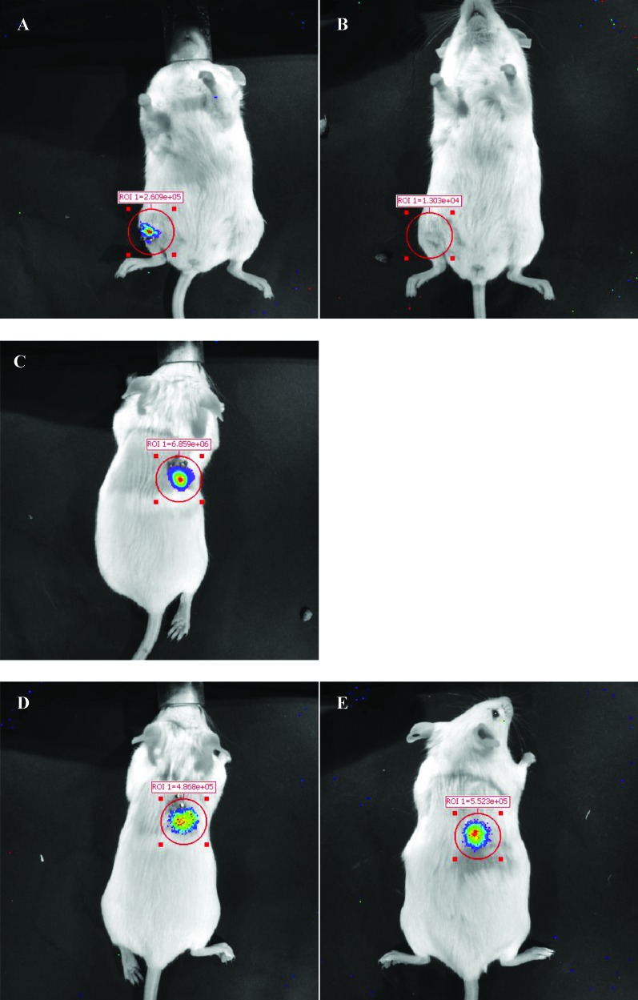 A
B
ROI 1=2.609e+05
ROI 1=1.303e+04
C
ROI 1=6.859e+06
D
E
ROI 1=4.868e+05
ROI 1=5.523e+05